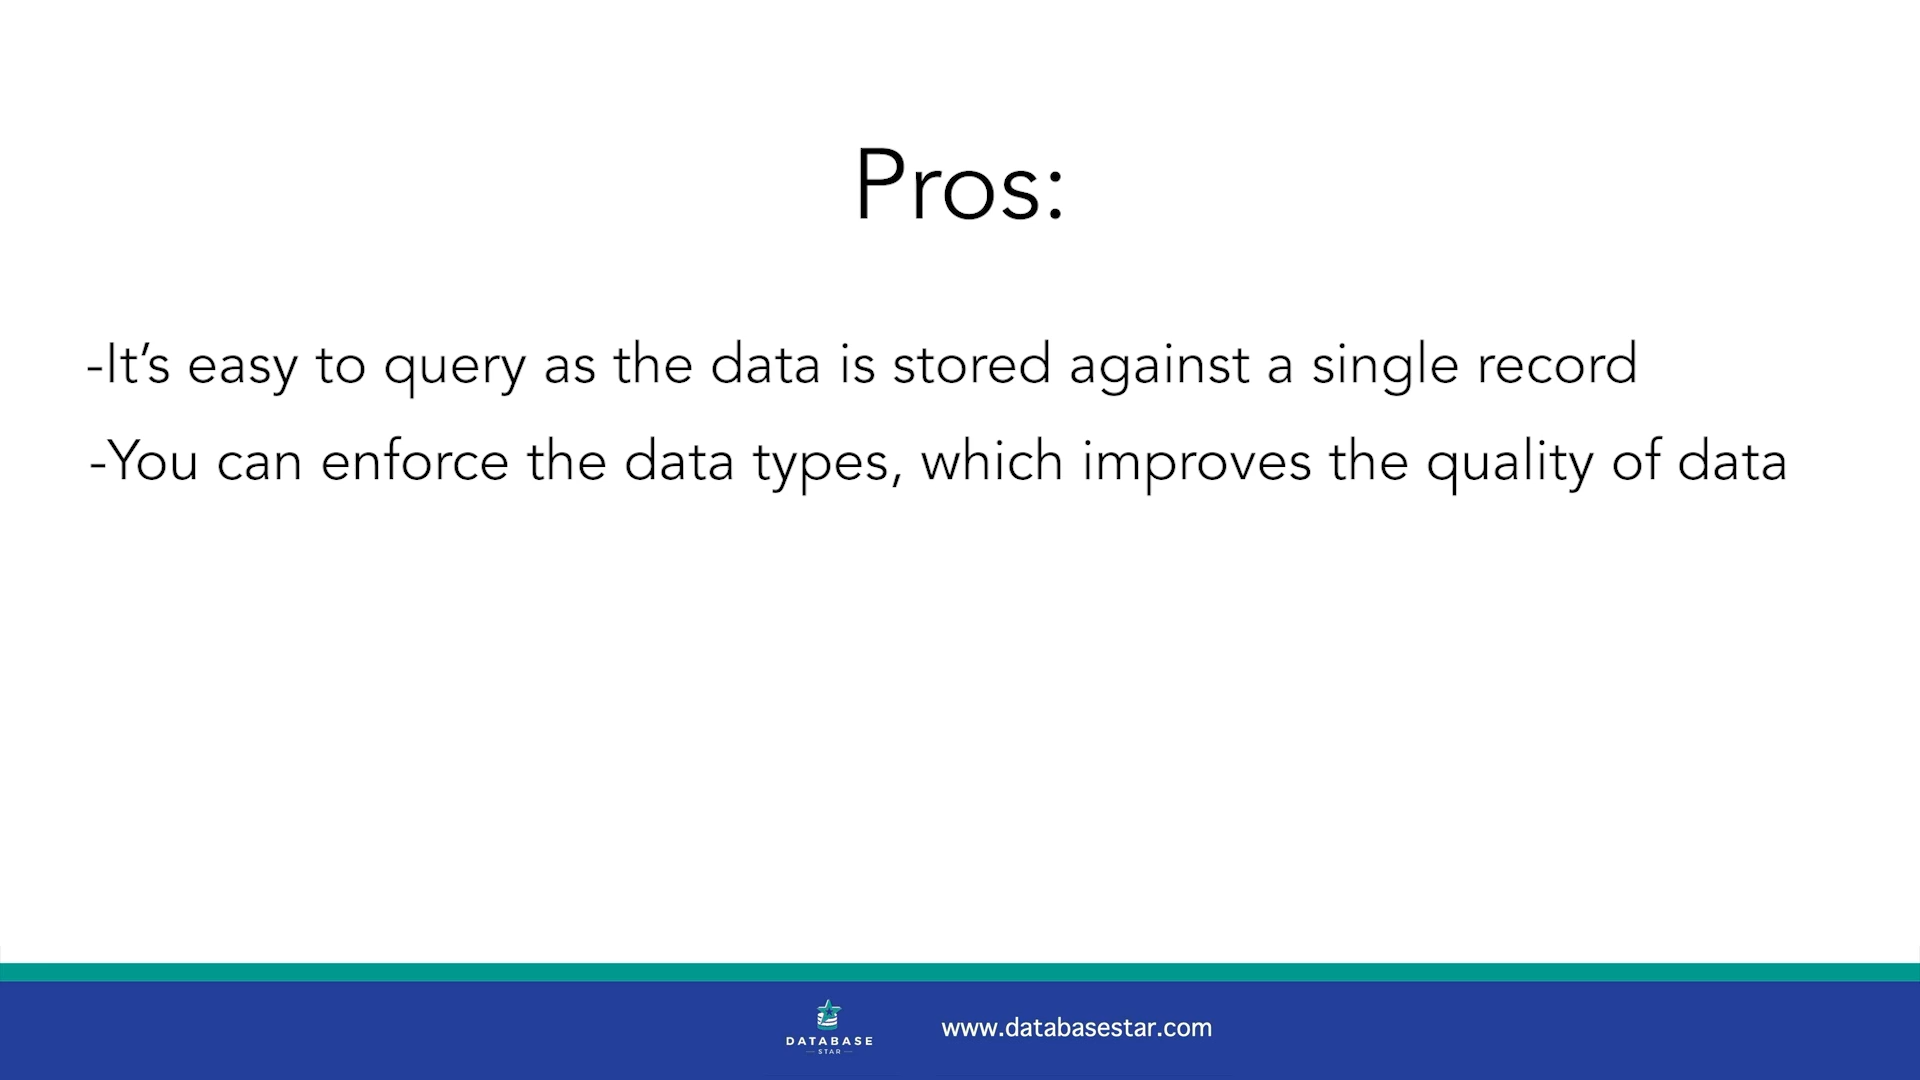 Pros:
-It’s easy to query as the data is stored against a single record
-You can enforce the data types, which improves the quality of data
DATABASE
STAR
www.databasestar.com